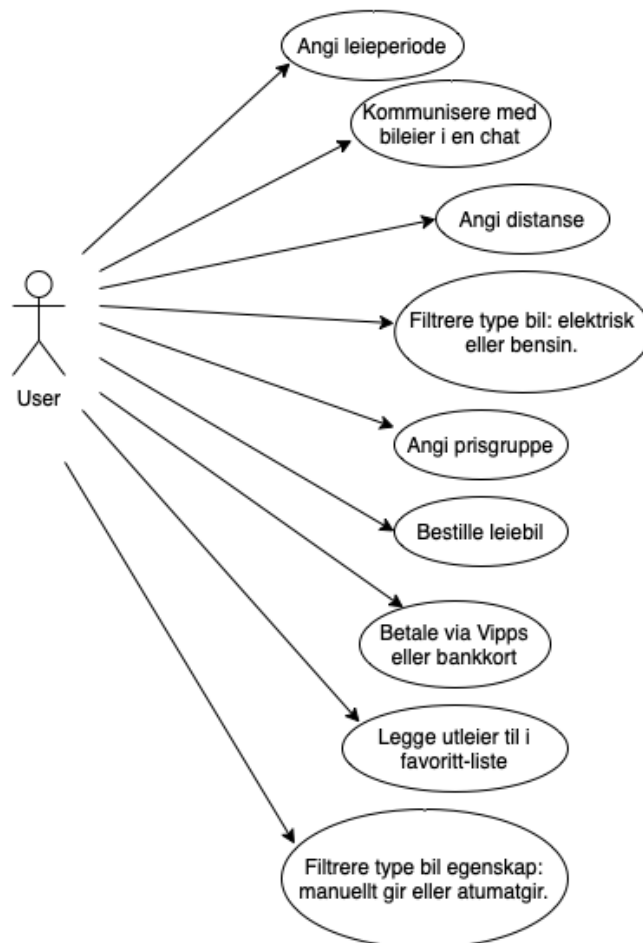 Angi leieperiode
Kommunisere med
bileier i en chat
Angi distanse
Filtrere type bil: elektrisk
eller bensin.
User
Angi prisgruppe
Bestille leiebil
Betale via Vipps
eller bankkort
Legge utleier til i
favoritt-liste
Filtrere type bil egenskap:
manuellt gir eller atumatgir.